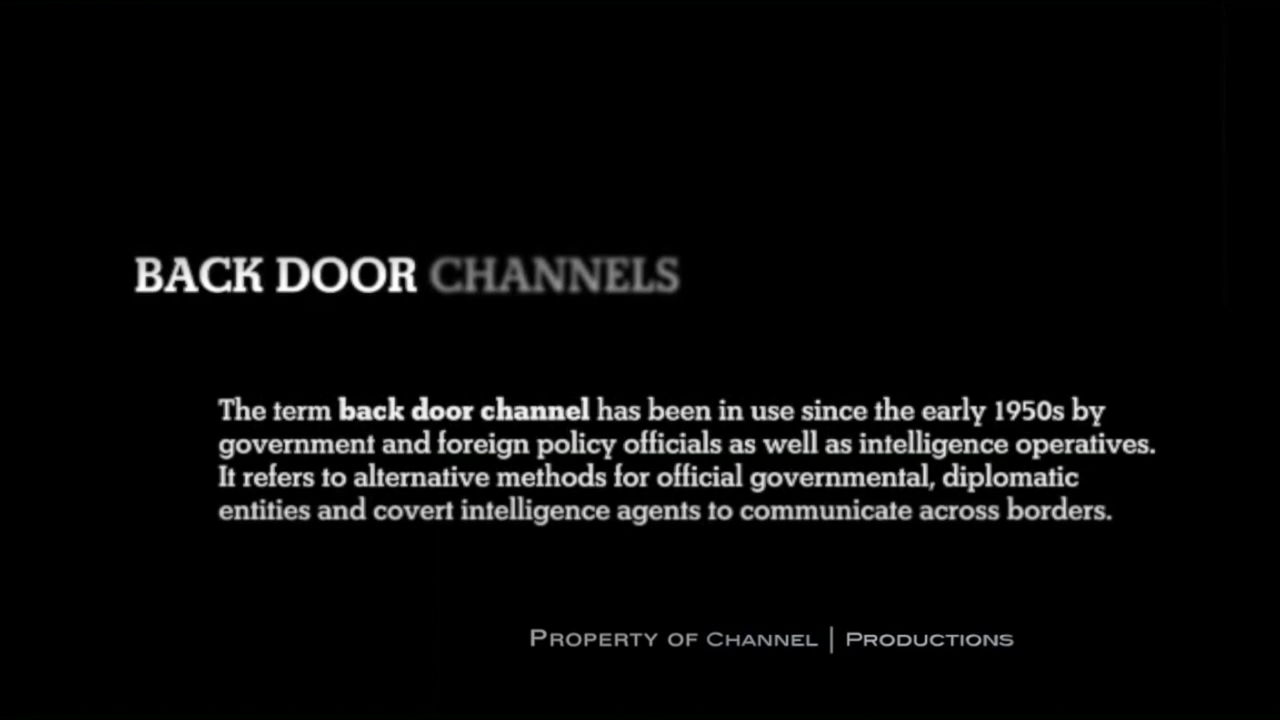 BACK DOOR CHANNELS
The term back door channel has been in use since the early 1950s by
government and foreign policy officials as well as intelligence operatives.
It refers to alternative methods for official governmental, diplomatic
entities and covert intelligence agents to communicate across borders.
PROPERTY OF CHANNEL | PRODUCTIONS